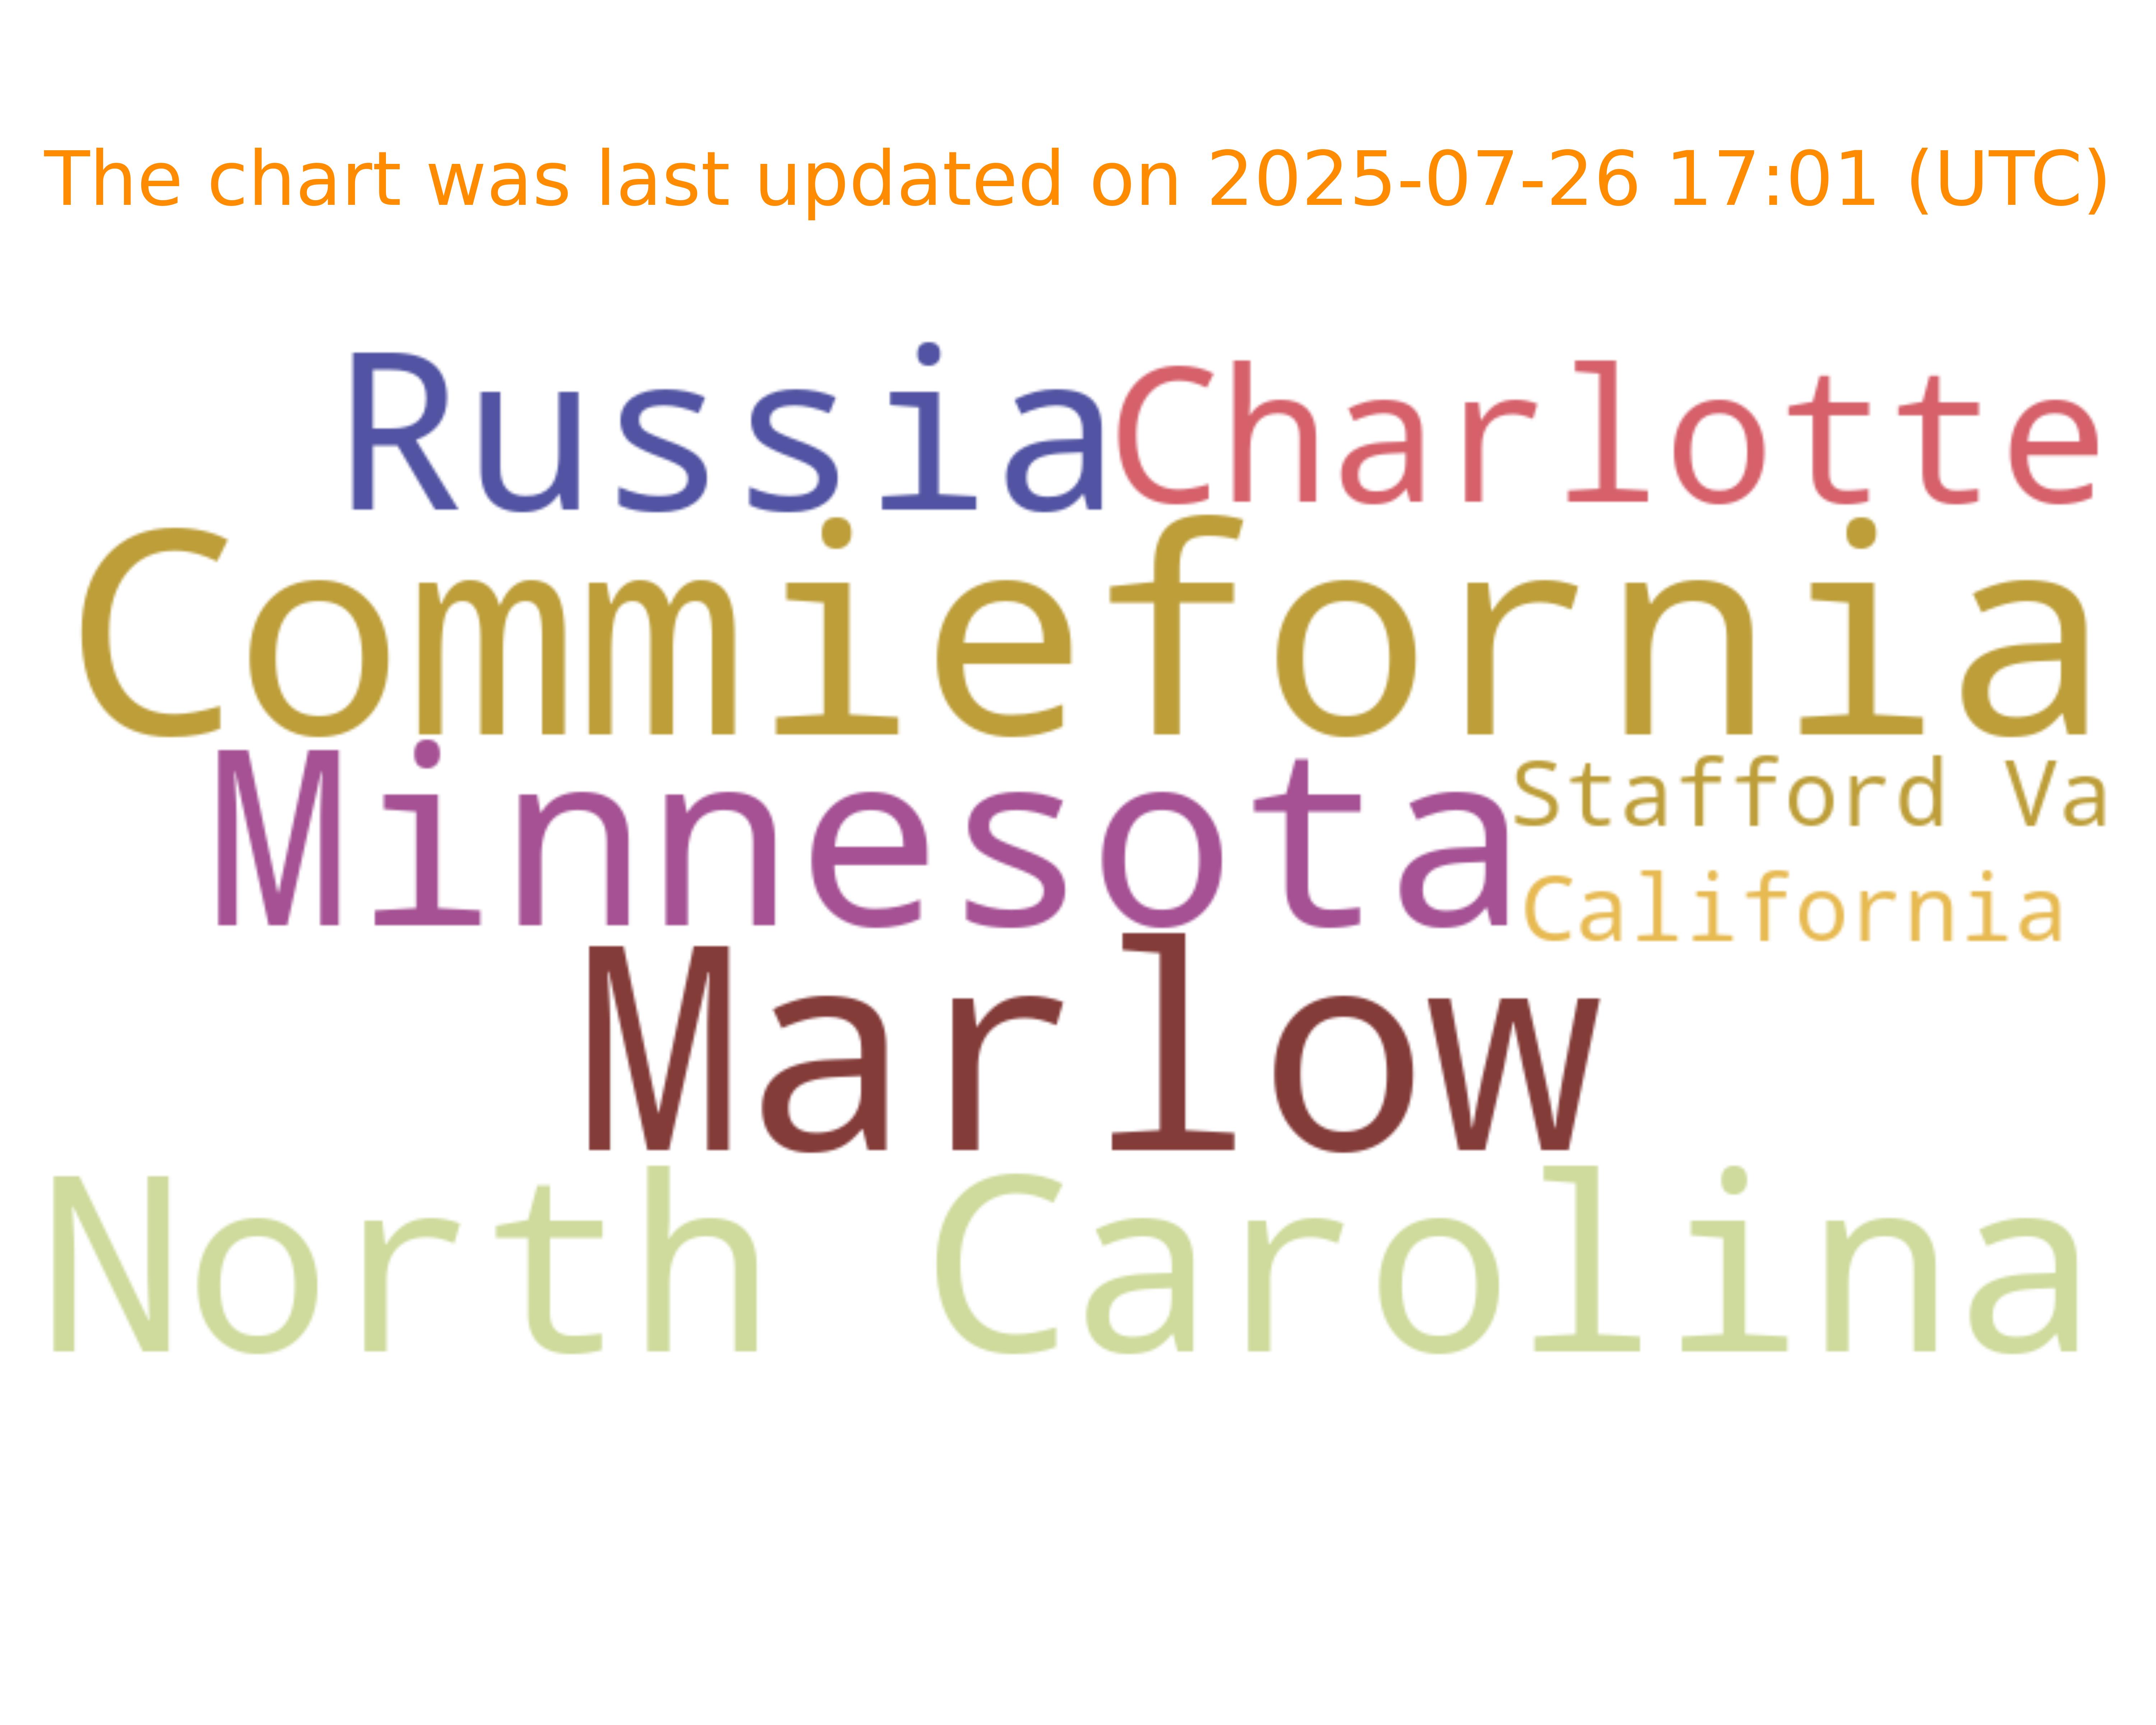 The chart was last updated on 2025-07-26 17:01 (UTC)
Russia
Charlotte
Commiefornia
Minnesota
Stafford Va
California
Marlow
North Carolina